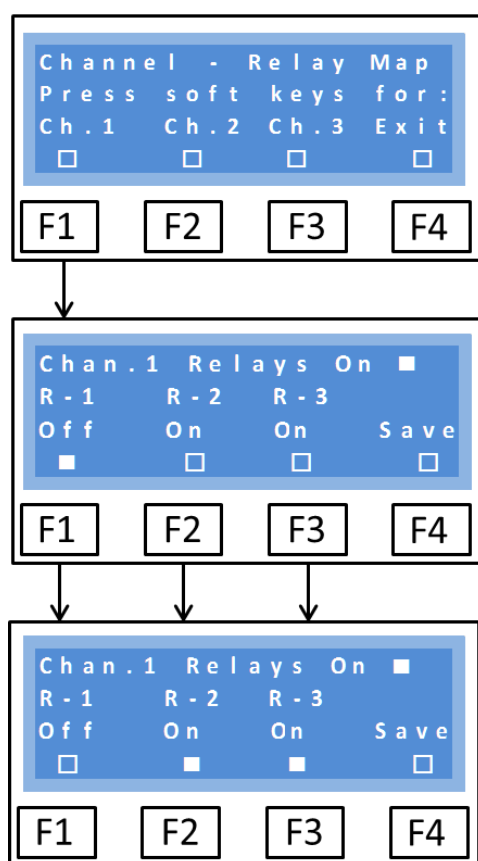 Channel - Relay Map
Press soft keys for:
Ch.1 Ch.2 Ch.3 Exit
F1 F2 F3 F4
Chan.1 Relays On
R-1 R-2 R-3
Off On On Save
F1 F2 F3 F4
Chan.1 Relays On
R-1 R-2 R-3
Off On On Save
F1 F2 F3 F4